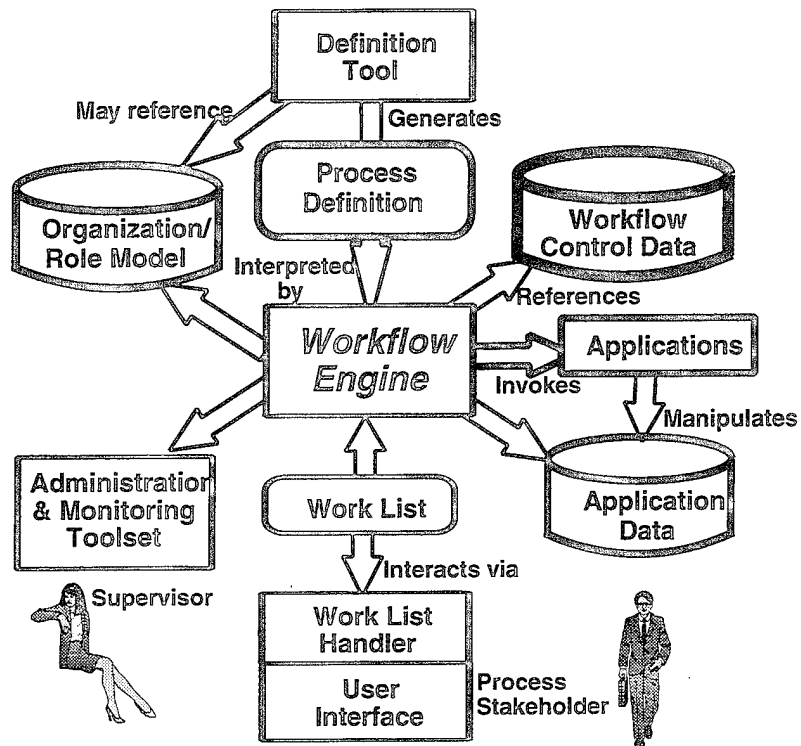 Definition
Tool
May reference
Generates
Process
Definition
Organization/
Role Model
Workflow
Control Data
Interpreted
by
References
Workflow
Engine
Applications
Invokes
Manipulates
Administration
& Monitoring
Toolset
Work List
Application
Data
Interacts via
Supervisor
Work List
Handler
User
Interface
Process
Stakeholder